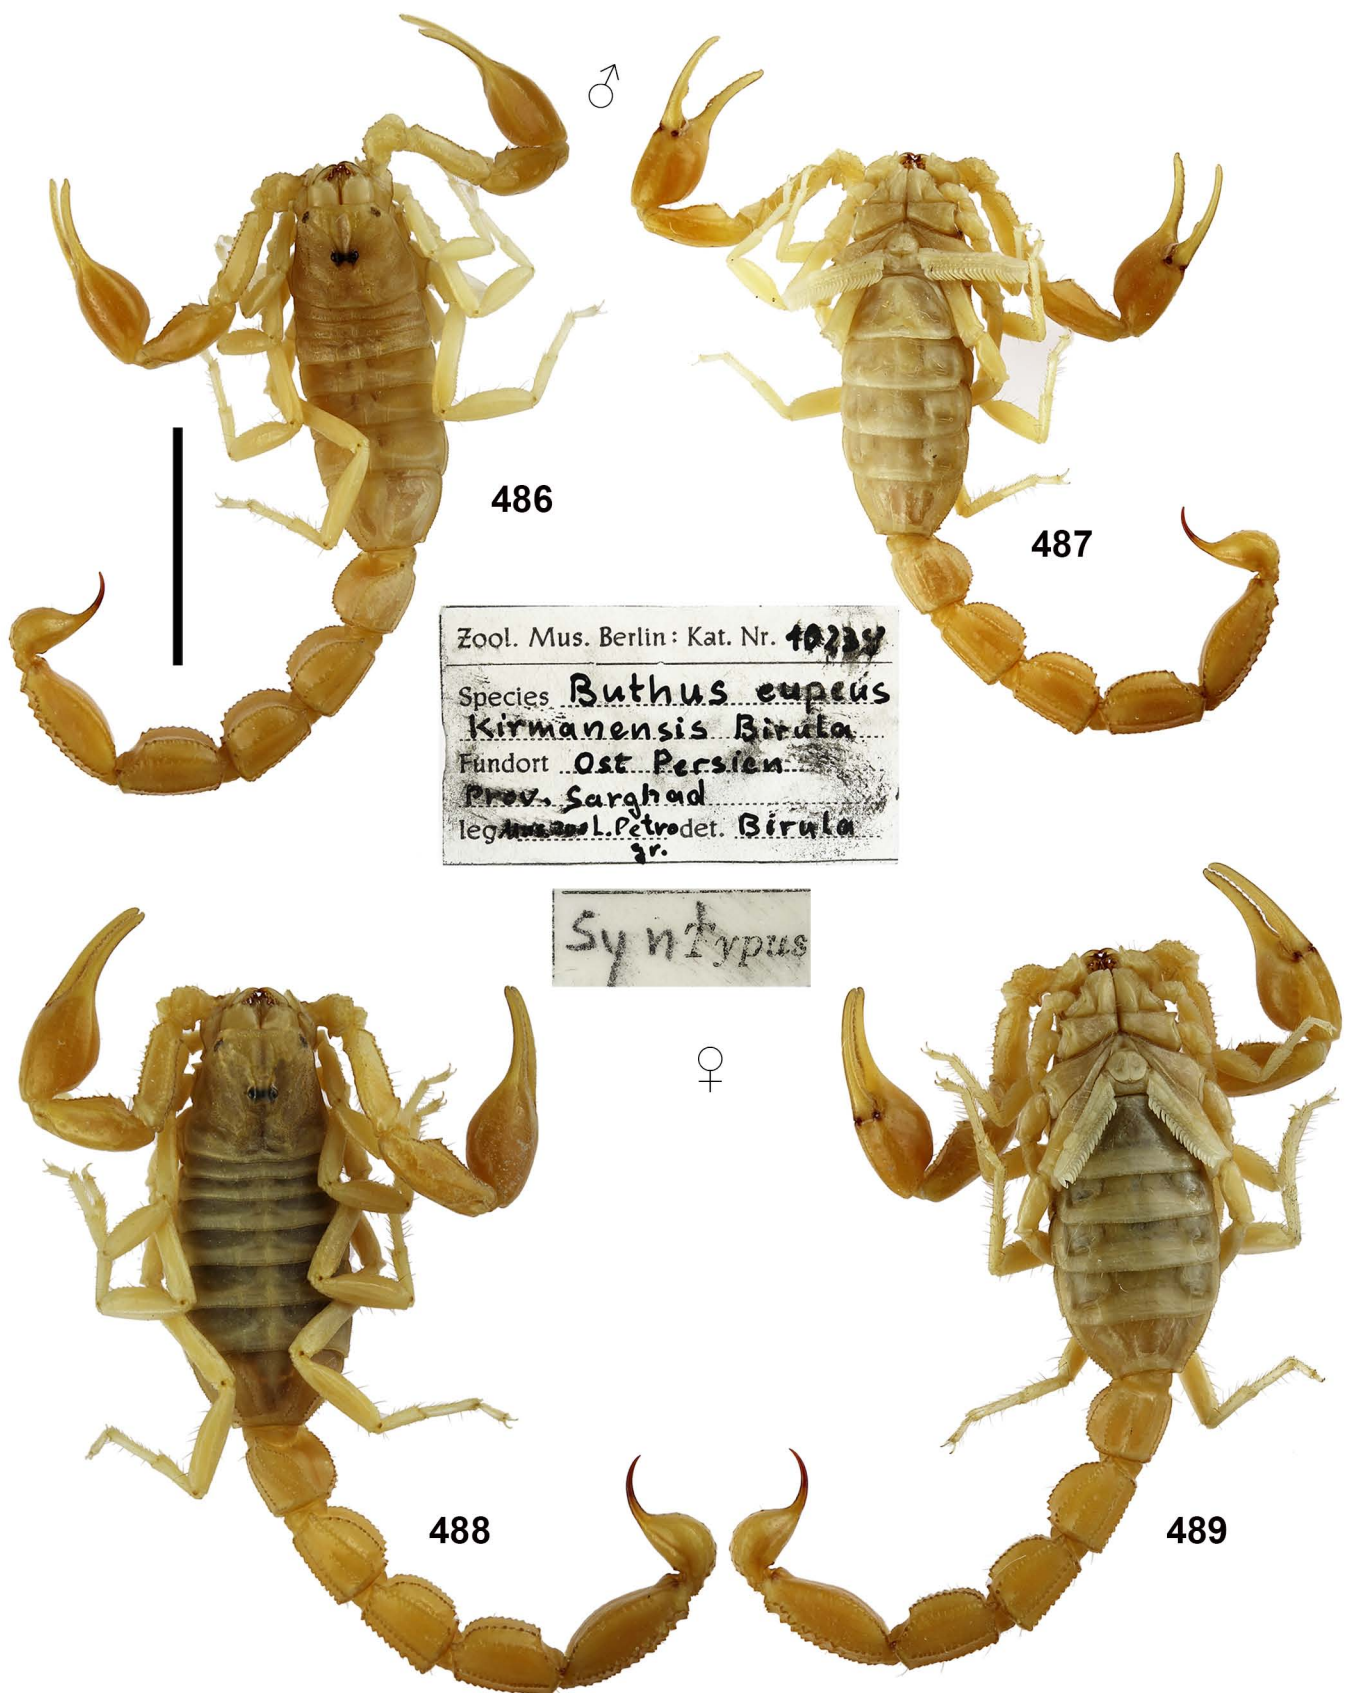 ♂
486
487
Zool. Mus. Berlin: Kat. Nr.
Species Buthus eupeus
Kirmanensis Birula
Fundort Ost Persien
Prov. Sarghad
leg L. Petro det. Birula
gr.
Syntypus
♀
488
489